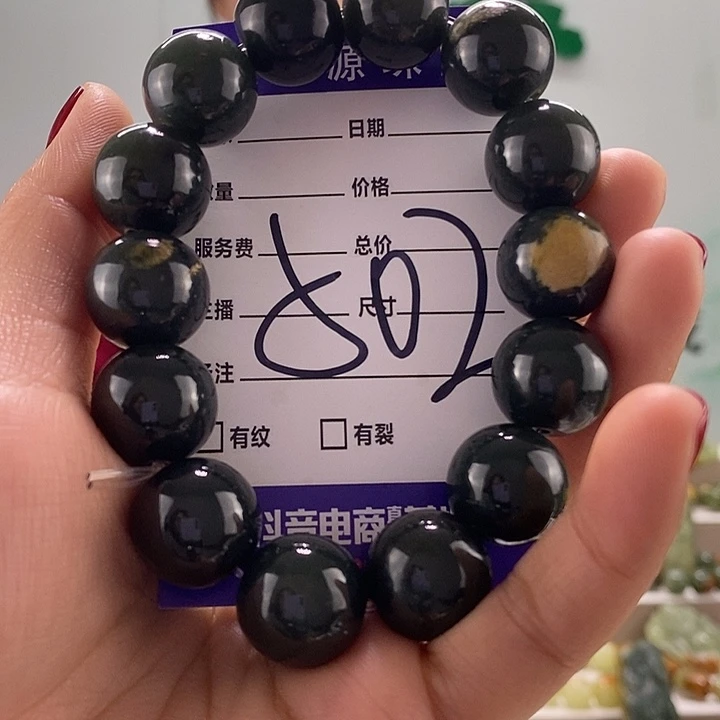 源
日期
量 价格
服务费 总价
播 尺寸
注
802
有纹 有裂
抖音电商